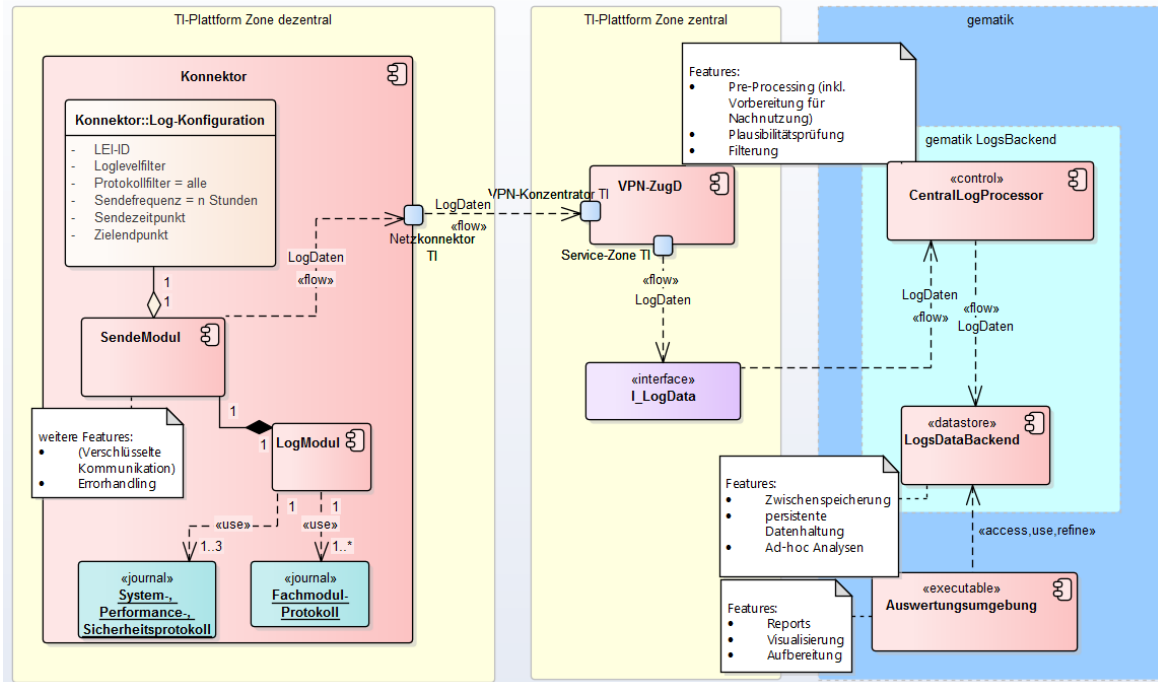 TI-Plattform Zone dezentral
Konnektor
Konnektor::Log-Konfiguration
- LEI-ID
- Loglevelfilter
- Protokollfilter = alle
- Sendefrequenz = n Stunden
- Sendezeitpunkt
- Zielendpunkt
1
1
SendeModul
LogDaten
«flow»
Netzkonnektor
TI
weitere Features:
• (Verschlüsselte
Kommunikation)
• Errorhandling
1
1
LogModul
1
1
«use»
«use»
1..3
1..*
«journal»
System-,
Performance-,
Sicherheitsprotokoll
«journal»
Fachmodul-
Protokoll
LogDaten
«flow»
TI-Plattform Zone zentral
VPN-Konzentrator TI
VPN-ZugD
Service-Zone TI
«flow»
LogDaten
«interface»
I_LogData
gematik
Features:
• Pre-Processing (inkl.
Vorbereitung für
Nachnutzung)
• Plausibilitätsprüfung
• Filterung
gematik LogsBackend
«control»
CentralLogProcessor
LogDaten
«flow»
«flow»
LogDaten
«datastore»
LogsDataBackend
Features:
• Zwischenspeicherung
• persistente
Datenhaltung
• Ad-hoc Analysen
«access,use,refine»
«executable»
Auswertungsumgebung
Features:
• Reports
• Visualisierung
• Aufbereitung